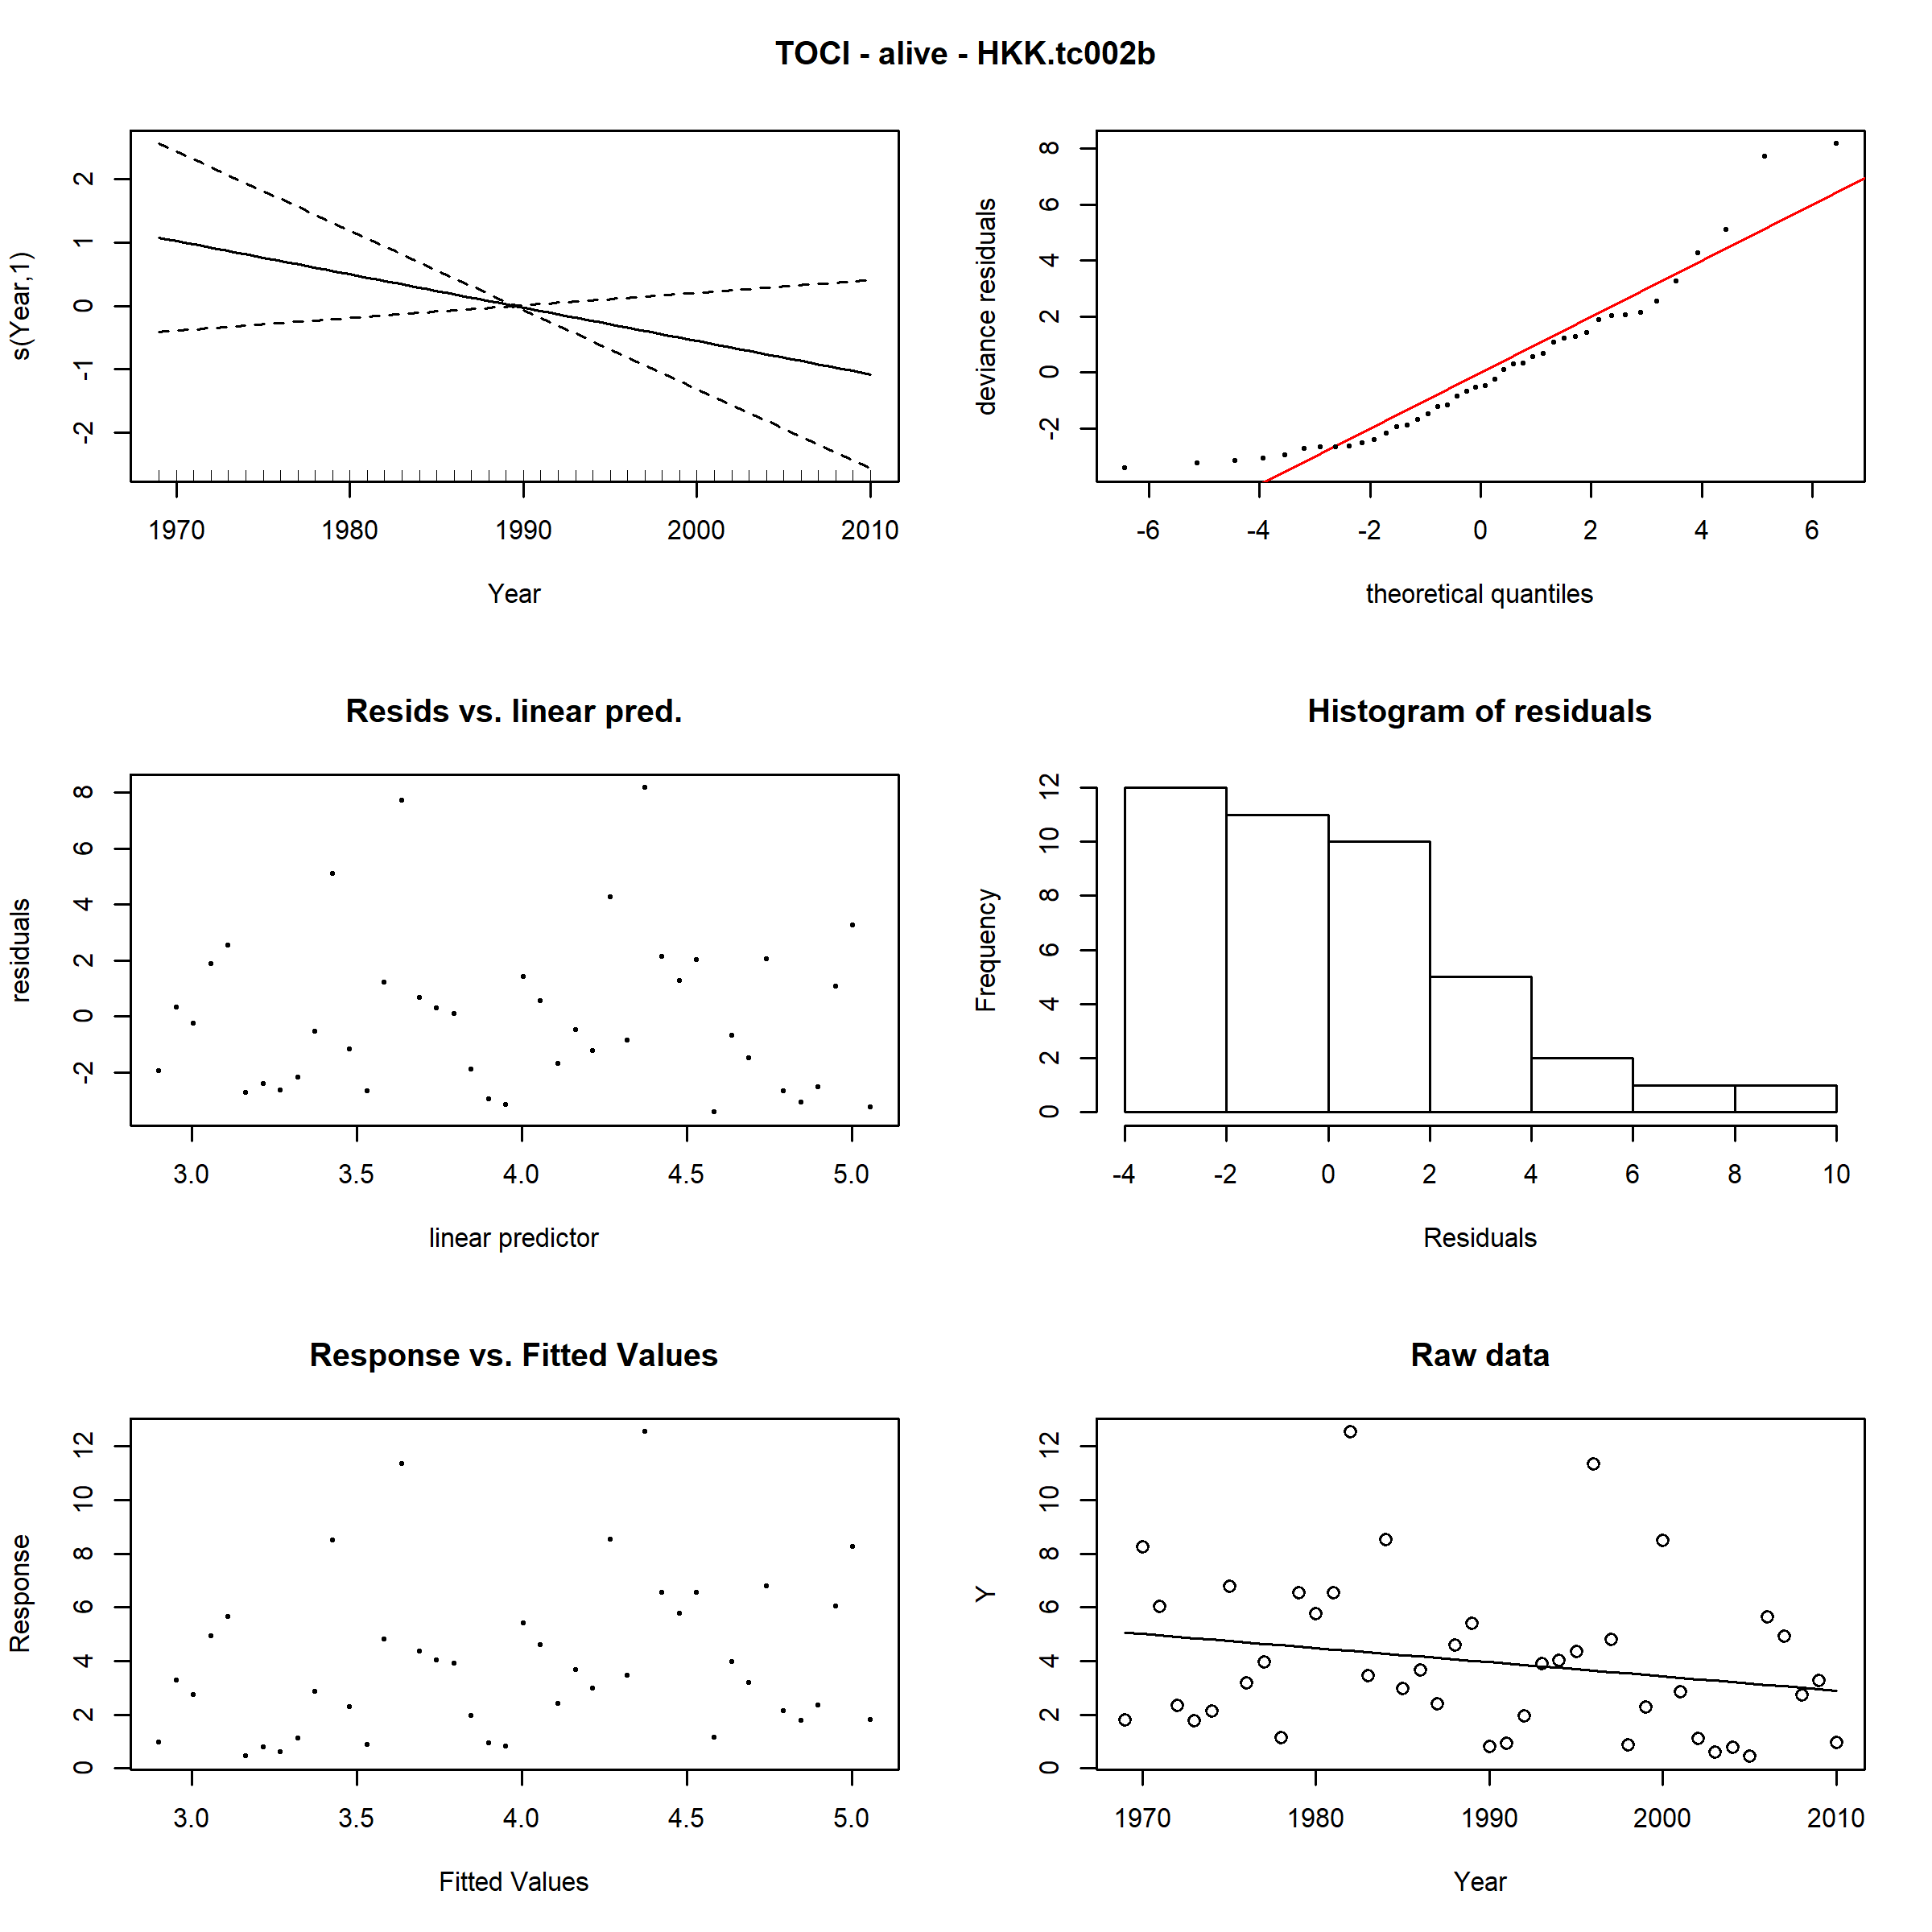 TOCI - alive - HKK.tc002b
s(Year,1)
2
1
0
-1
-2
1970 1980 1990 2000 2010
Year
deviance residuals
8
6
4
2
0
-2
-6 -4 -2 0 2 4 6
theoretical quantiles
Resids vs. linear pred.
residuals
8
6
4
2
0
-2
3.0 3.5 4.0 4.5 5.0
linear predictor
Histogram of residuals
Frequency
12
10
8
6
4
2
0
-4 -2 0 2 4 6 8 10
Residuals
Response vs. Fitted Values
Response
12
10
8
6
4
2
0
3.0 3.5 4.0 4.5 5.0
Fitted Values
Raw data
Y
12
10
8
6
4
2
0
1970 1980 1990 2000 2010
Year